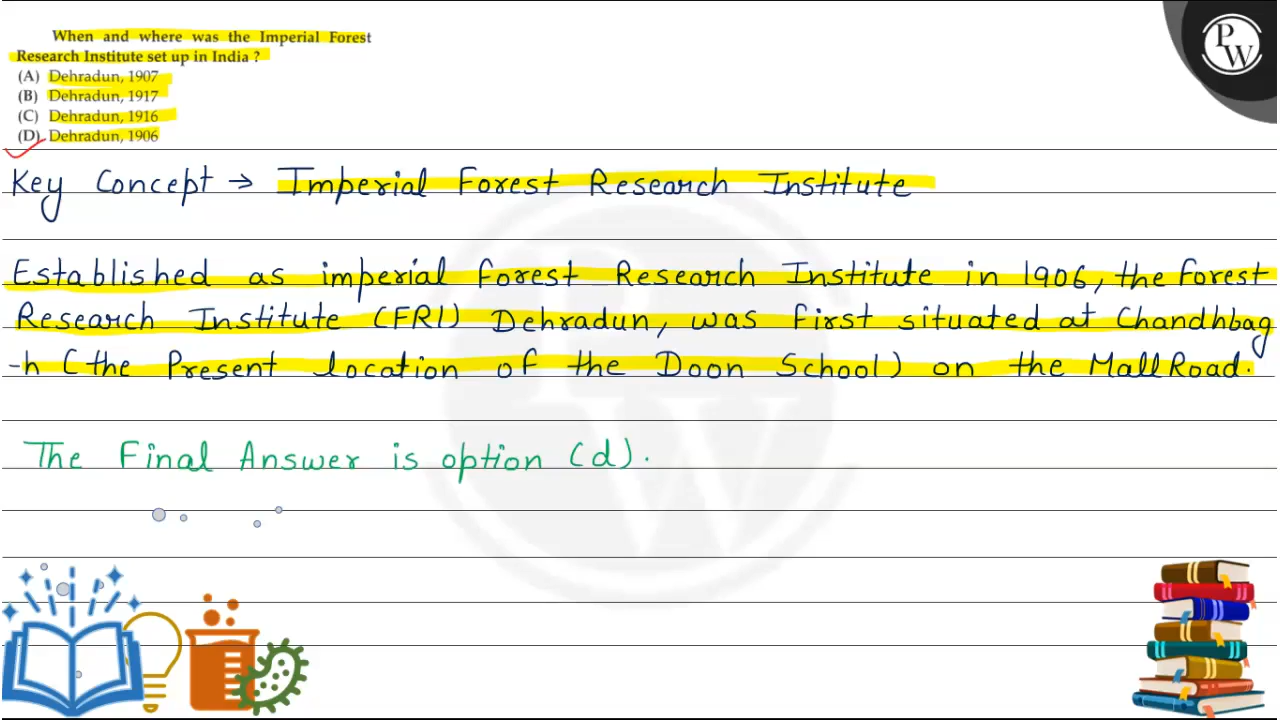 When and where was the Imperial Forest
Research Institute set up in India ?
(A) Dehradun, 1907
(B) Dehradun, 1917
(C) Dehradun, 1916
(D) Dehradun, 1906
PW
Key Concept → Imperial Forest Research Institute
Established as imperial Forest Research Institute in 1906, the Forest
Research Institute (FRI) Dehradun, was first situated at Chandhbag
-h (the Present location of the Doon School) on the Mall Road.
The Final Answer is option (d).